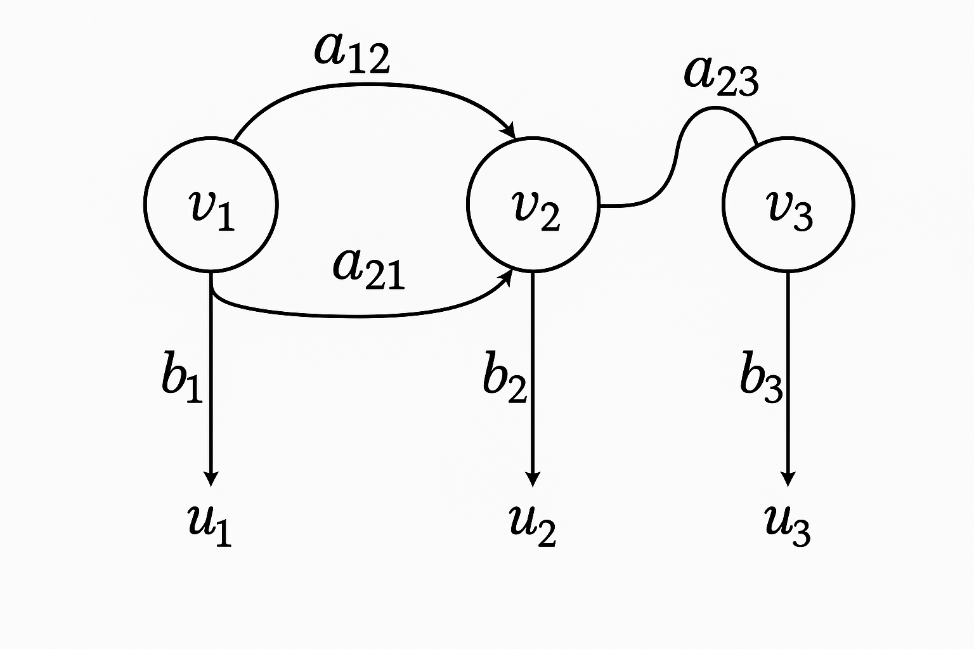 a₁₂
a₂₃
v₁
v₂
v₃
a₂₁
b₁
b₂
b₃
u₁
u₂
u₃